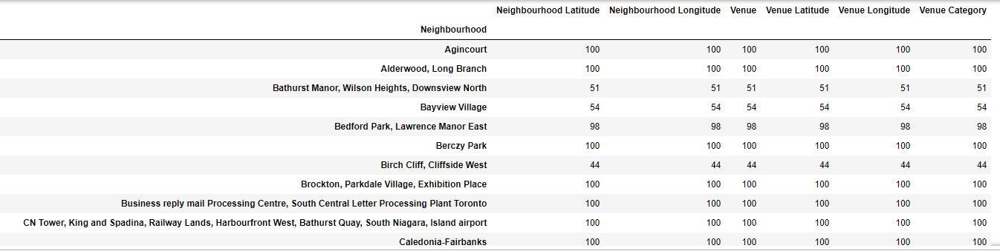 Neighbourhood Latitude Neighbourhood Longitude Venue Venue Latitude Venue Longitude Venue Category
Neighbourhood
Agincourt 100 100 100 100 100 100
Alderwood, Long Branch 100 100 100 100 100 100
Bathurst Manor, Wilson Heights, Downsview North 51 51 51 51 51 51
Bayview Village 54 54 54 54 54 54
Bedford Park, Lawrence Manor East 98 98 98 98 98 98
Berczy Park 100 100 100 100 100 100
Birch Cliff, Cliffside West 44 44 44 44 44 44
Brockton, Parkdale Village, Exhibition Place 100 100 100 100 100 100
Business reply mail Processing Centre, South Central Letter Processing Plant Toronto 100 100 100 100 100 100
CN Tower, King and Spadina, Railway Lands, Harbourfront West, Bathurst Quay, South Niagara, Island airport 100 100 100 100 100 100
Caledonia-Fairbanks 100 100 100 100 100 100